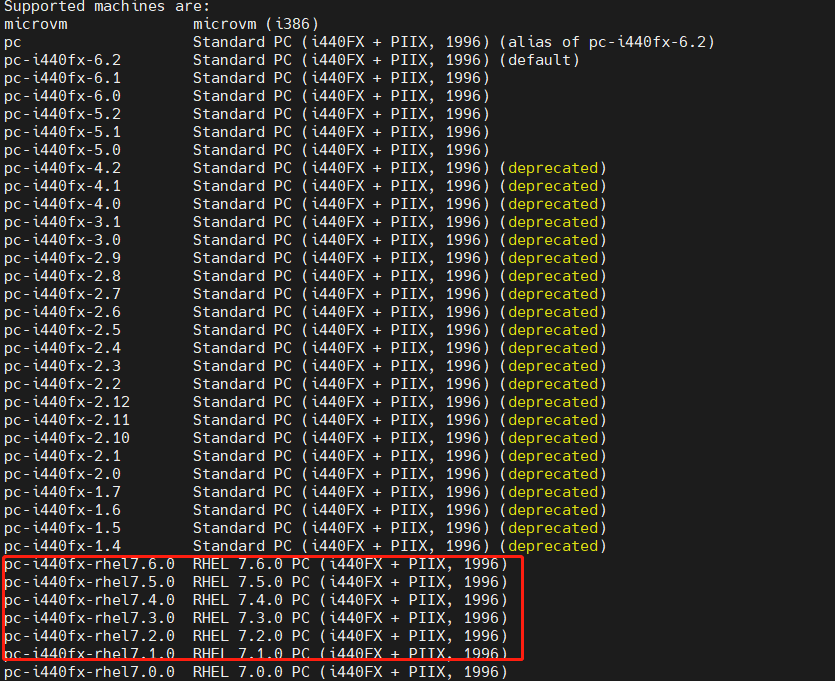 Supported machines are:
microvm              microvm (i386)
pc                   Standard PC (i440FX + PIIX, 1996) (alias of pc-i440fx-6.2)
pc-i440fx-6.2        Standard PC (i440FX + PIIX, 1996) (default)
pc-i440fx-6.1        Standard PC (i440FX + PIIX, 1996)
pc-i440fx-6.0        Standard PC (i440FX + PIIX, 1996)
pc-i440fx-5.2        Standard PC (i440FX + PIIX, 1996)
pc-i440fx-5.1        Standard PC (i440FX + PIIX, 1996)
pc-i440fx-5.0        Standard PC (i440FX + PIIX, 1996)
pc-i440fx-4.2        Standard PC (i440FX + PIIX, 1996) (deprecated)
pc-i440fx-4.1        Standard PC (i440FX + PIIX, 1996) (deprecated)
pc-i440fx-4.0        Standard PC (i440FX + PIIX, 1996) (deprecated)
pc-i440fx-3.1        Standard PC (i440FX + PIIX, 1996) (deprecated)
pc-i440fx-3.0        Standard PC (i440FX + PIIX, 1996) (deprecated)
pc-i440fx-2.9        Standard PC (i440FX + PIIX, 1996) (deprecated)
pc-i440fx-2.8        Standard PC (i440FX + PIIX, 1996) (deprecated)
pc-i440fx-2.7        Standard PC (i440FX + PIIX, 1996) (deprecated)
pc-i440fx-2.6        Standard PC (i440FX + PIIX, 1996) (deprecated)
pc-i440fx-2.5        Standard PC (i440FX + PIIX, 1996) (deprecated)
pc-i440fx-2.4        Standard PC (i440FX + PIIX, 1996) (deprecated)
pc-i440fx-2.3        Standard PC (i440FX + PIIX, 1996) (deprecated)
pc-i440fx-2.2        Standard PC (i440FX + PIIX, 1996) (deprecated)
pc-i440fx-2.12       Standard PC (i440FX + PIIX, 1996) (deprecated)
pc-i440fx-2.11       Standard PC (i440FX + PIIX, 1996) (deprecated)
pc-i440fx-2.10       Standard PC (i440FX + PIIX, 1996) (deprecated)
pc-i440fx-2.1        Standard PC (i440FX + PIIX, 1996) (deprecated)
pc-i440fx-2.0        Standard PC (i440FX + PIIX, 1996) (deprecated)
pc-i440fx-1.7        Standard PC (i440FX + PIIX, 1996) (deprecated)
pc-i440fx-1.6        Standard PC (i440FX + PIIX, 1996) (deprecated)
pc-i440fx-1.5        Standard PC (i440FX + PIIX, 1996) (deprecated)
pc-i440fx-1.4        Standard PC (i440FX + PIIX, 1996) (deprecated)
pc-i440fx-rhel7.6.0  RHEL 7.6.0 PC (i440FX + PIIX, 1996)
pc-i440fx-rhel7.5.0  RHEL 7.5.0 PC (i440FX + PIIX, 1996)
pc-i440fx-rhel7.4.0  RHEL 7.4.0 PC (i440FX + PIIX, 1996)
pc-i440fx-rhel7.3.0  RHEL 7.3.0 PC (i440FX + PIIX, 1996)
pc-i440fx-rhel7.2.0  RHEL 7.2.0 PC (i440FX + PIIX, 1996)
pc-i440fx-rhel7.1.0  RHEL 7.1.0 PC (i440FX + PIIX, 1996)
pc-i440fx-rhel7.0.0  RHEL 7.0.0 PC (i440FX + PIIX, 1996)